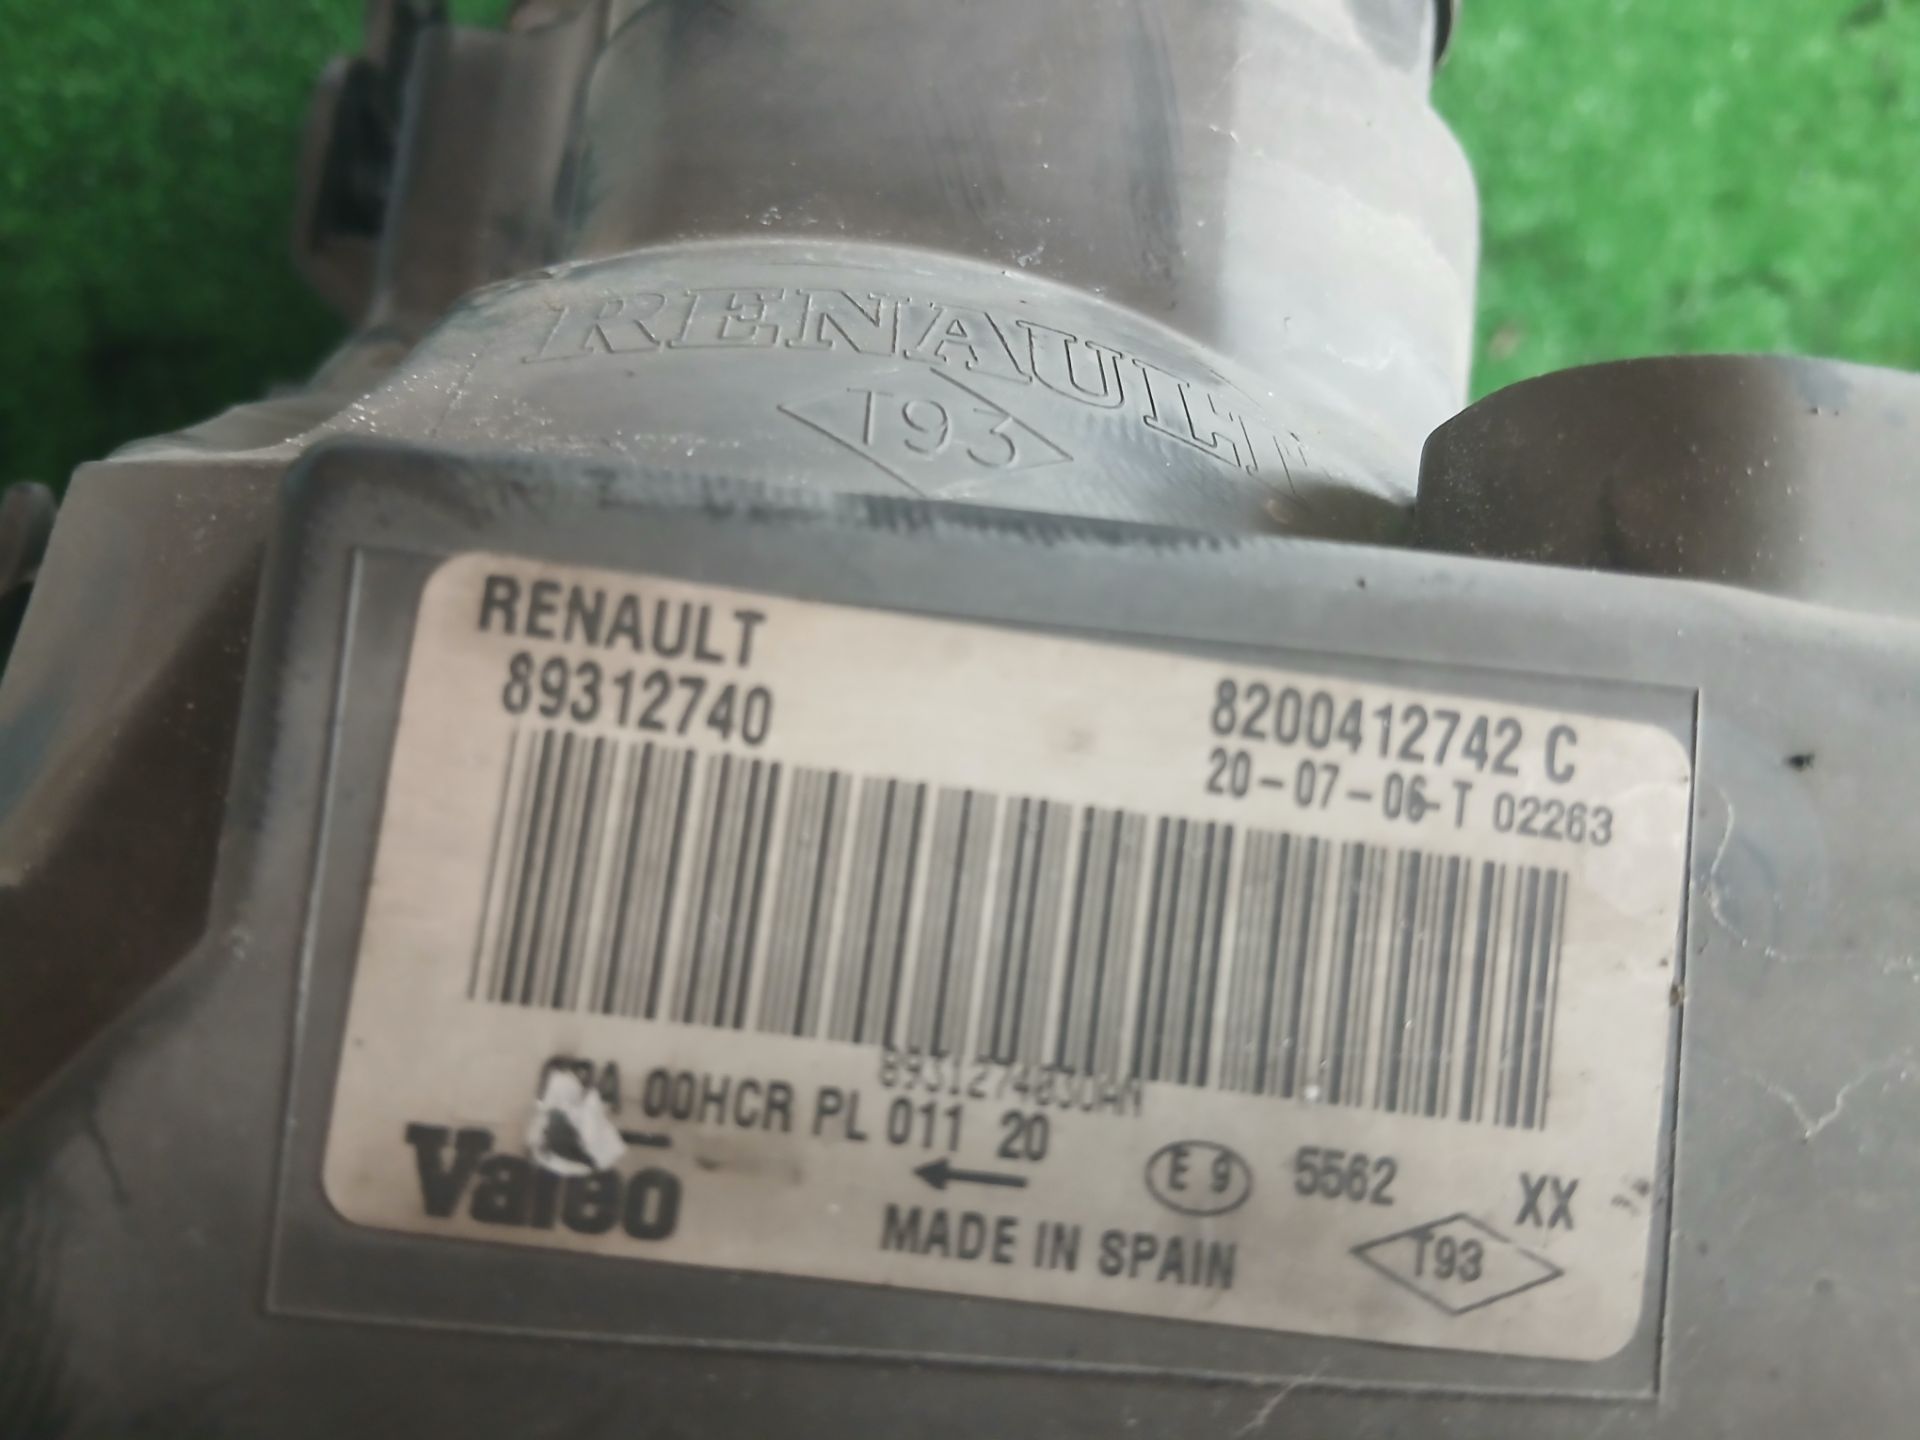 RENAULT
T93
RENAULT
89312740
8200412742 C
20-07-06-T 02263
8931274030AN
00HCR PL 011 20
Valeo
E 9
5562
XX
MADE IN SPAIN
T93